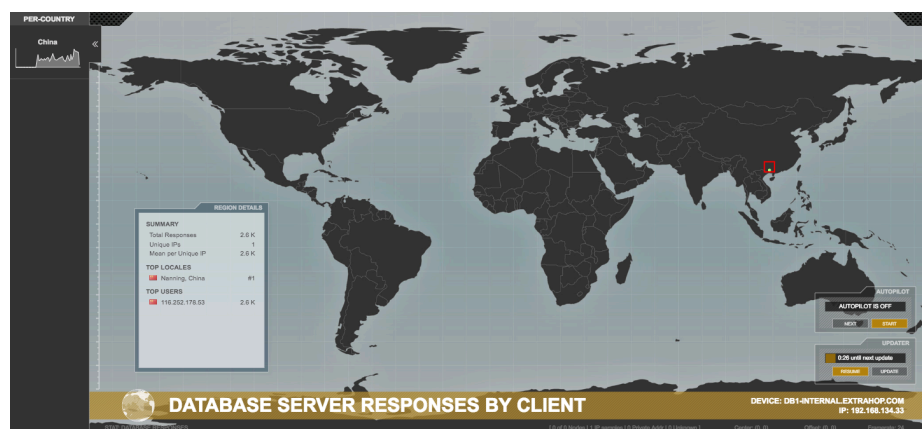 PER-COUNTRY
China
«
REGION DETAILS
SUMMARY
Total Responses 2.6 K
Unique IPs 1
Mean per Unique IP 2.6 K
TOP LOCALES
Nanning, China #1
TOP USERS
116.252.178.53 2.6 K
AUTOPILOT
AUTOPILOT IS OFF
NEXT START
UPDATER
0:26 until next update
RESUME UPDATE
DATABASE SERVER RESPONSES BY CLIENT
DEVICE: DB1-INTERNAL.EXTRAHOP.COM
IP: 192.168.134.33